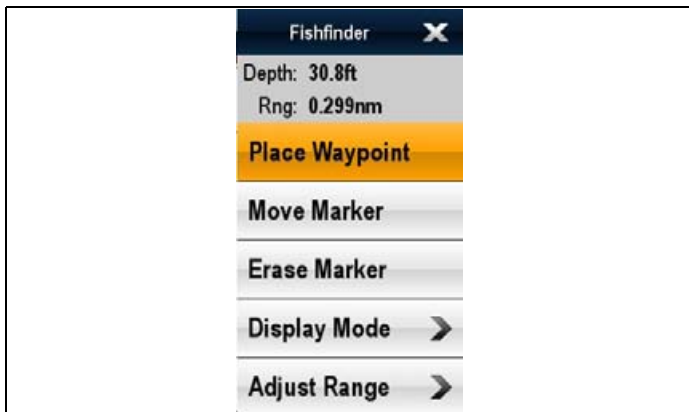 Fishfinder X
Depth: 30.8ft
Rng: 0.299nm
Place Waypoint
Move Marker
Erase Marker
Display Mode
Adjust Range